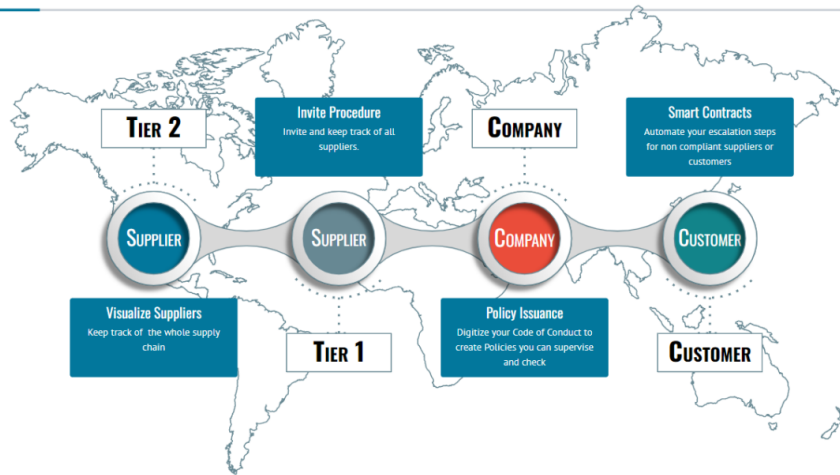 Tier 2
Invite Procedure
Invite and keep track of all
suppliers.
Company
Smart Contracts
Automate your escalation steps
for non compliant suppliers or
customers
Supplier
Supplier
Company
Customer
Visualize Suppliers
Keep track of the whole supply
chain
Tier 1
Policy Issuance
Digitize your Code of Conduct to
create Policies you can supervise
and check
Customer